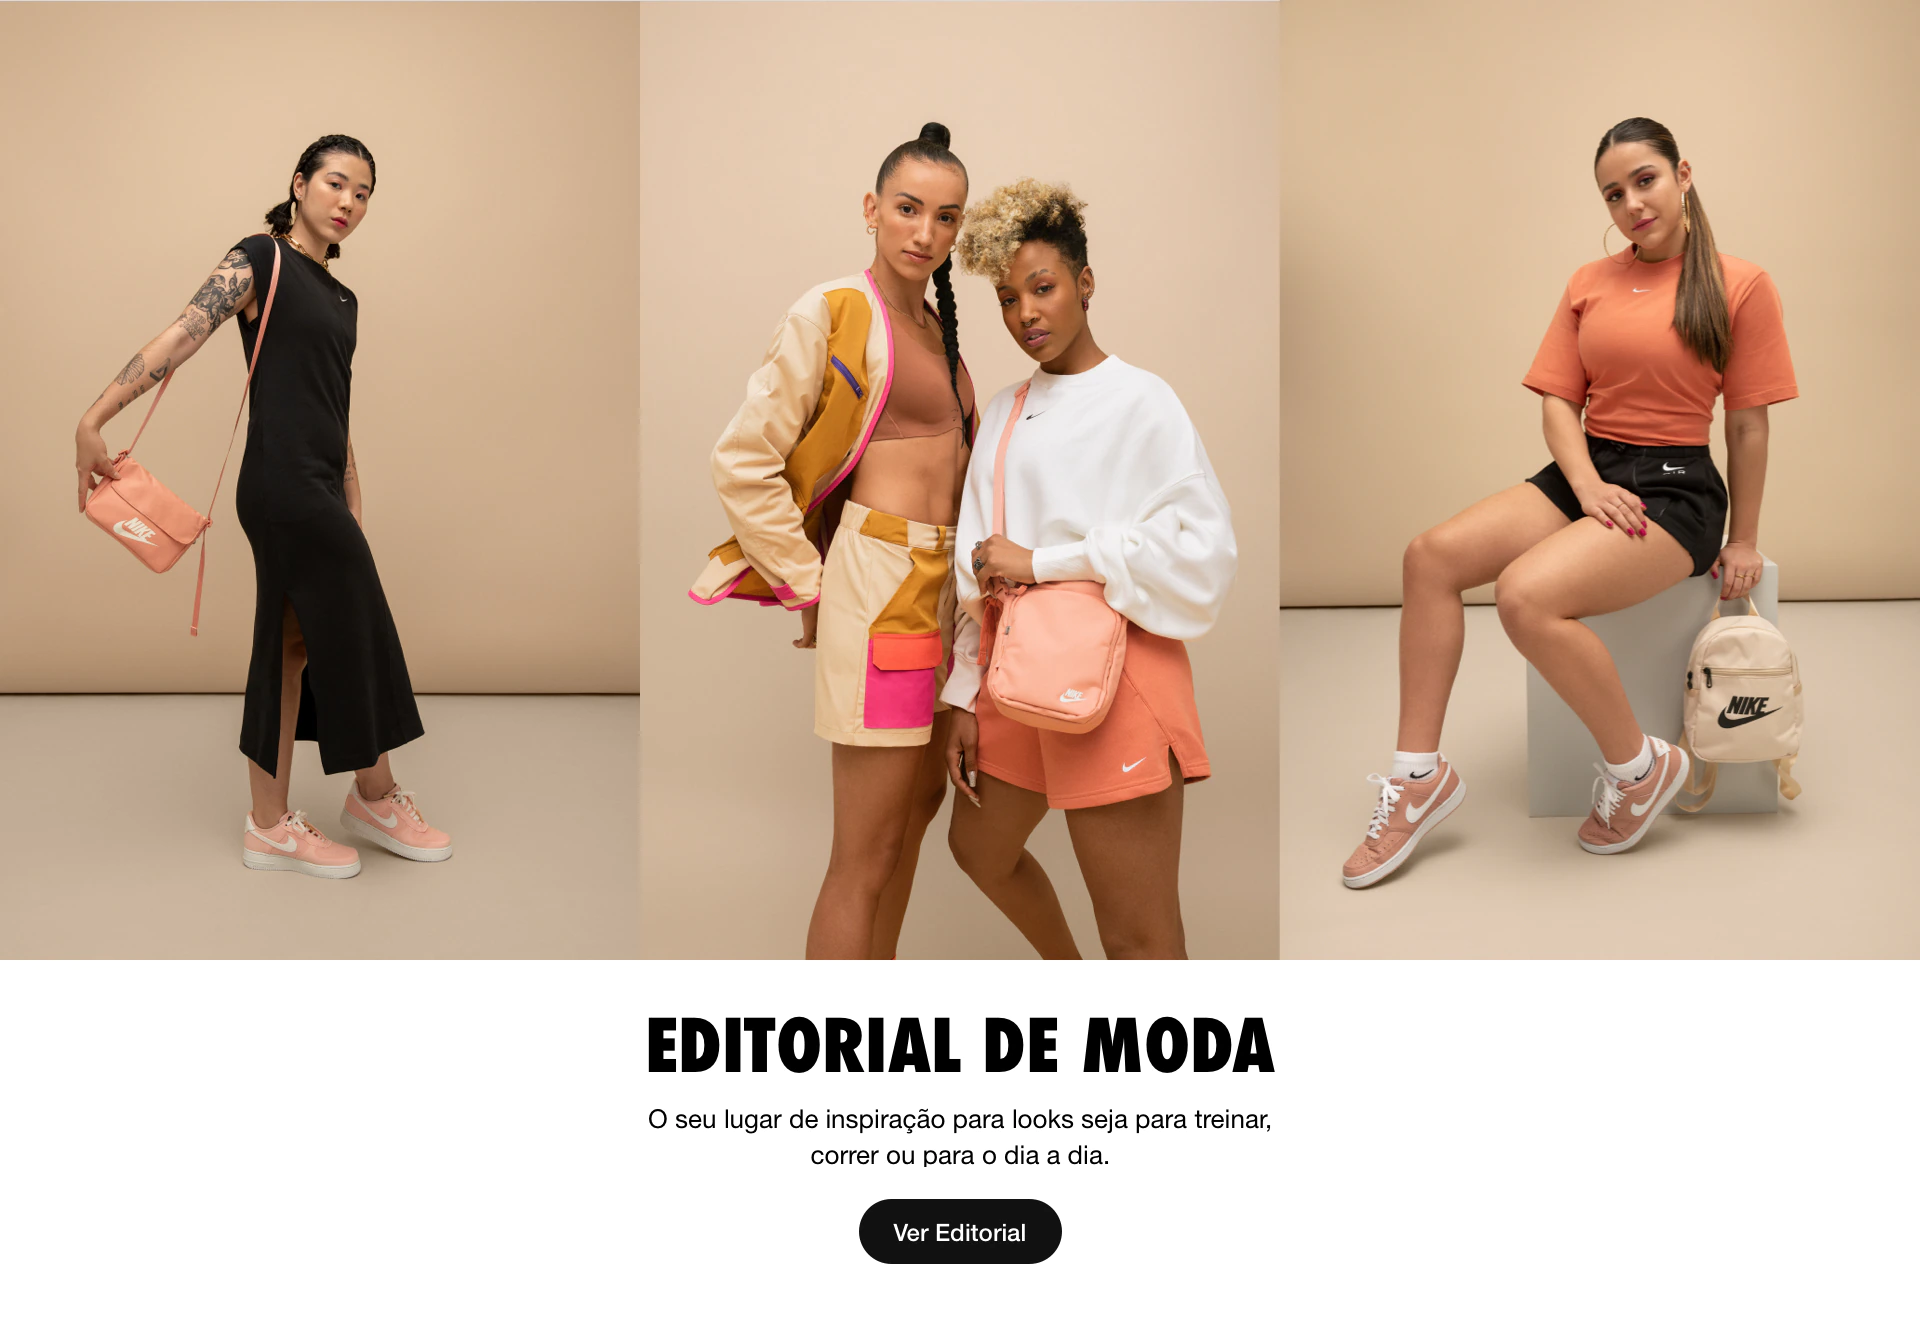 NIKE
NIKE
NIKE
EDITORIAL DE MODA
O seu lugar de inspiração para looks seja para treinar,
correr ou para o dia a dia.
Ver Editorial